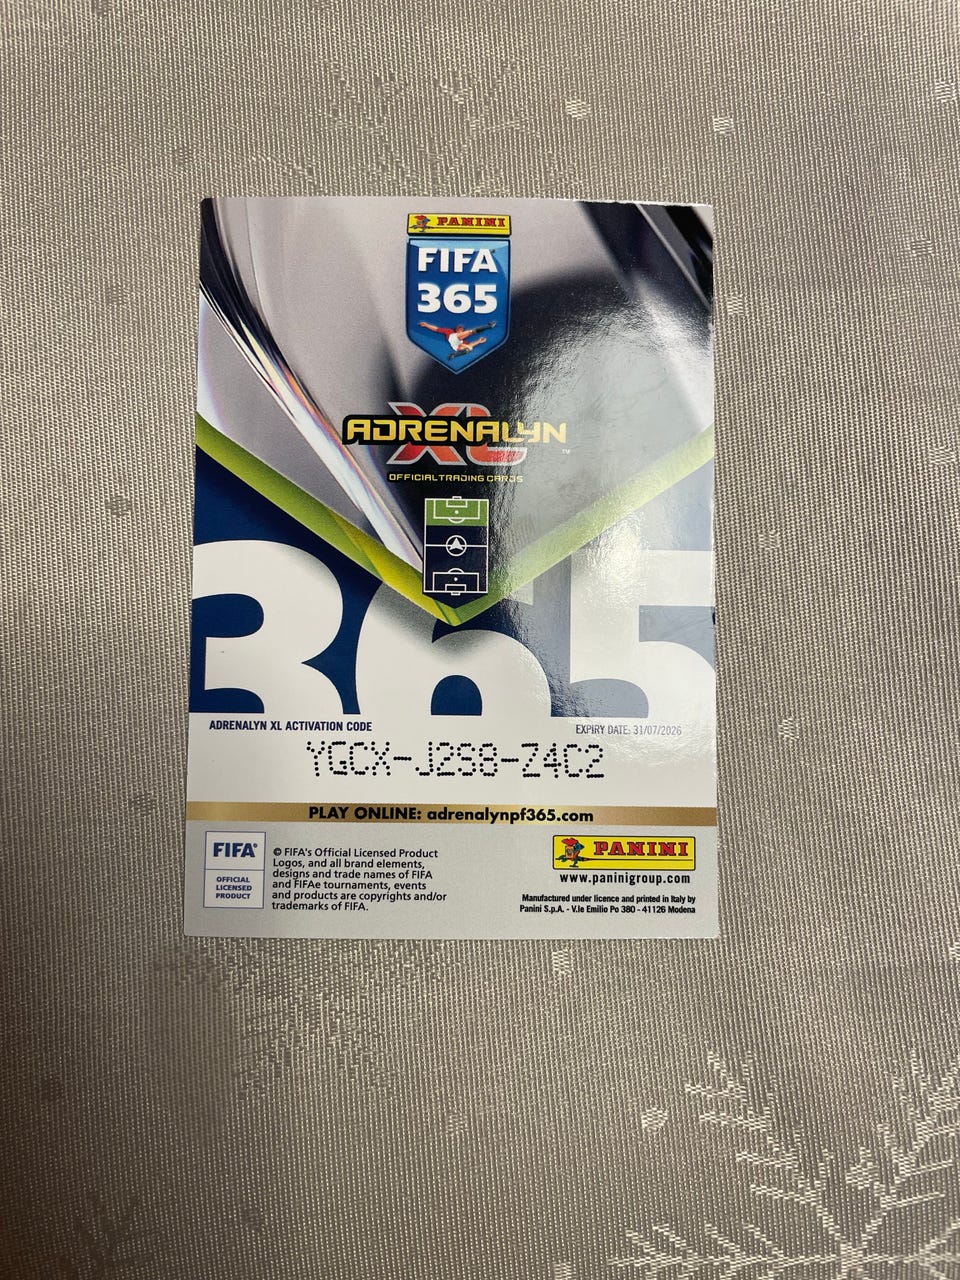 PANINI
FIFA
365
ADRENALYN
XL
™
OFFICIAL TRADING CARDS
365
ADRENALYN XL ACTIVATION CODE
EXPIRY DATE: 31/07/2026
YGCX-J2S8-Z4C2
PLAY ONLINE: adrenalynpf365.com
FIFA®
OFFICIAL
LICENSED
PRODUCT
© FIFA's Official Licensed Product
Logos, and all brand elements,
designs and trade names of FIFA
and FIFAe tournaments, events
and products are copyrights and/or
trademarks of FIFA.
PANINI
www.paninigroup.com
Manufactured under licence and printed in Italy by
Panini S.p.A. - V.le Emilio Po 380 - 41126 Modena